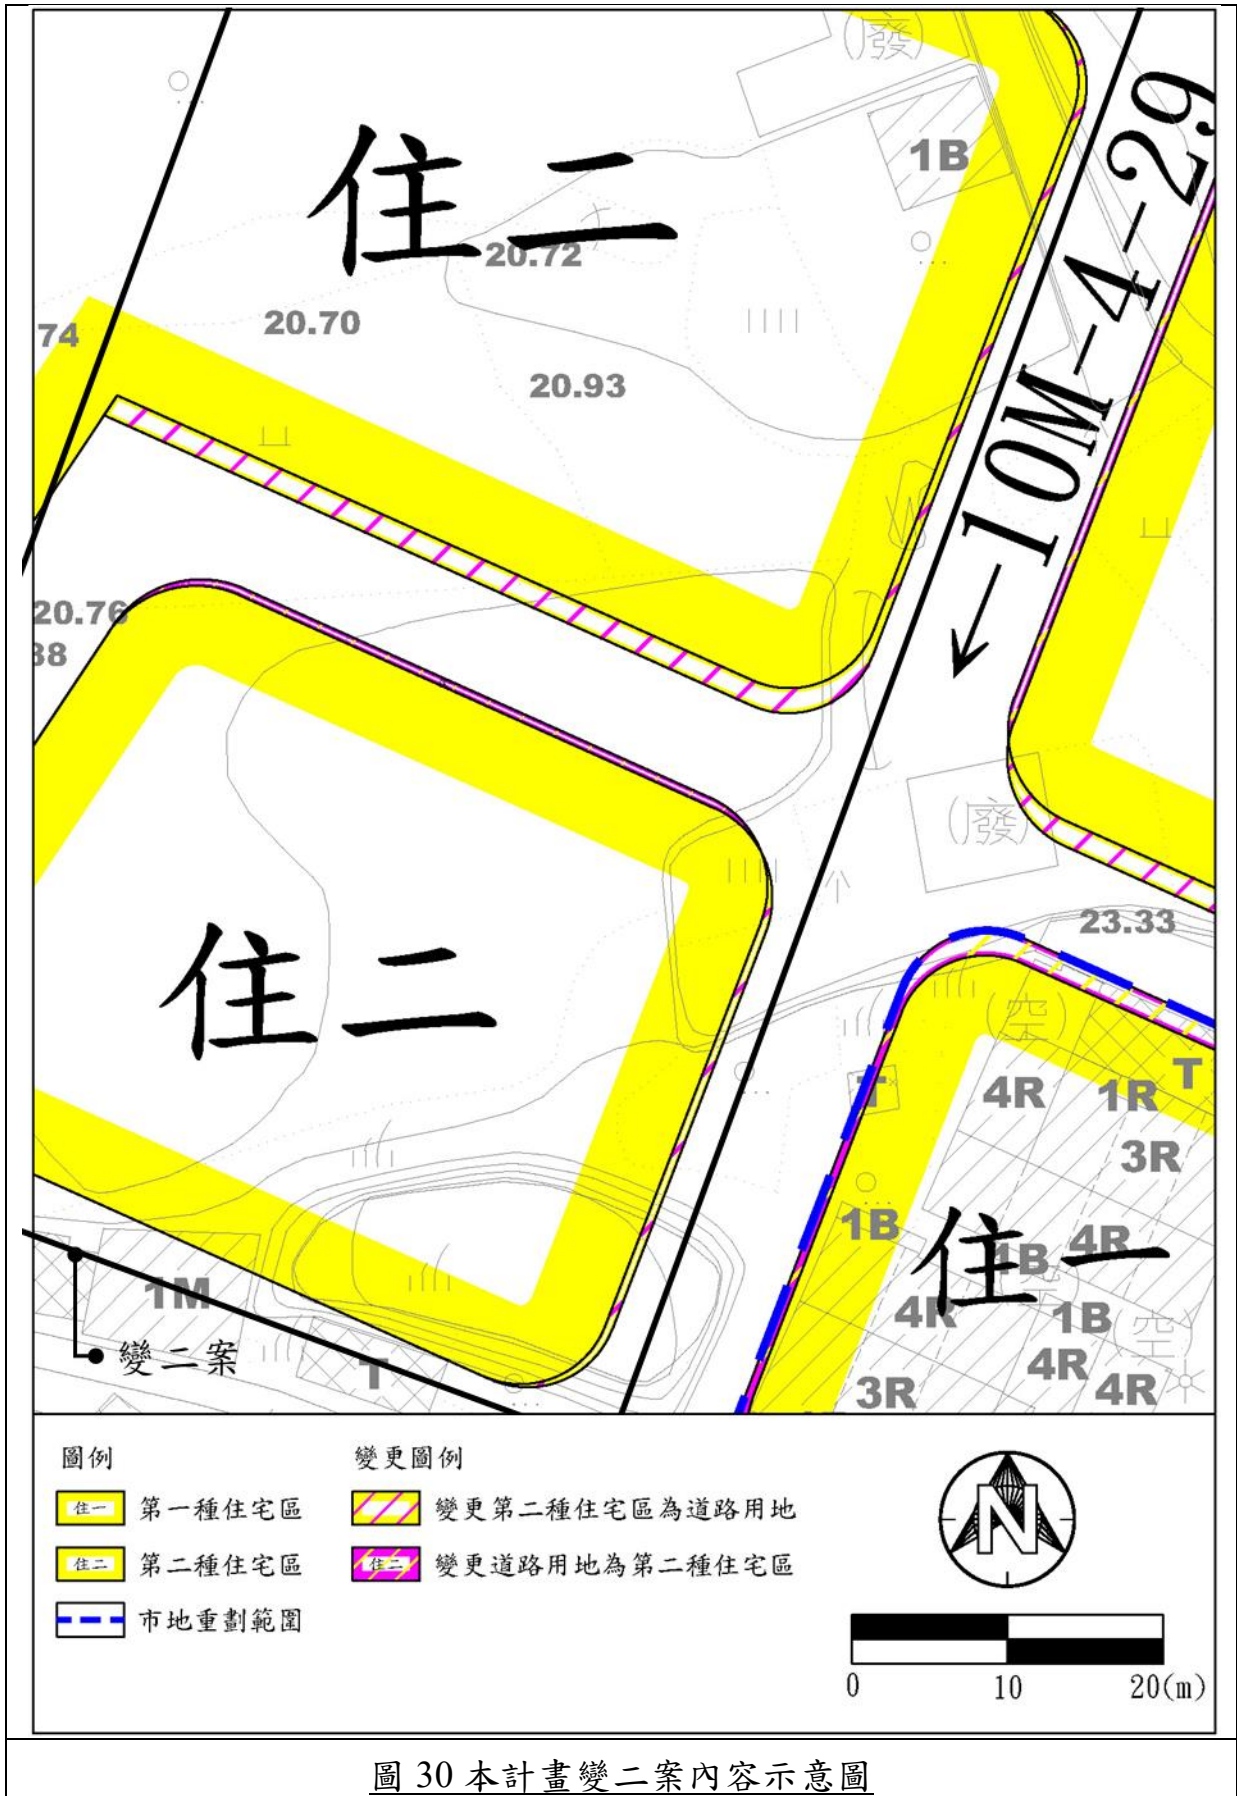 (廢)
1B
住二
10M-4-29
20.72
74
20.70
20.93
20.76
38
(廢)
23.33
住二
(空)
T
4R
1R
T
3R
1B
住一
4B
4R
4R
1B
(空)
4R
3R
4R
1M
變二案
T
圖例
變更圖例
住一 第一種住宅區
變更第二種住宅區為道路用地
住二 第二種住宅區
住二 變更道路用地為第二種住宅區
市地重劃範圍
N
0 10 20(m)
圖 30 本計畫變二案內容示意圖